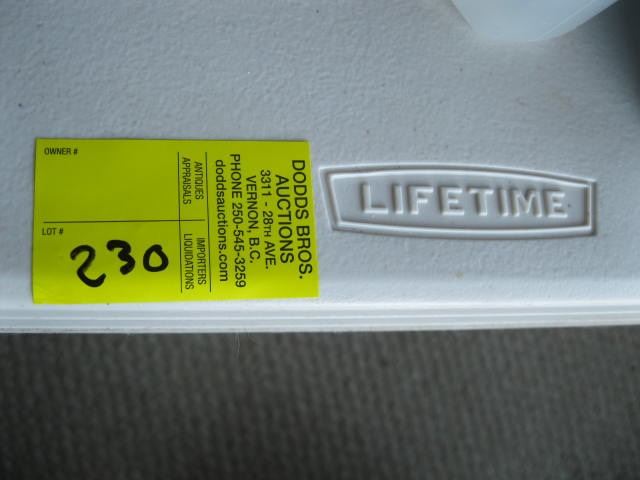 DODDS BROS.
AUCTIONS
3311 - 28TH AVE.
VERNON, B.C.
PHONE 250-545-3259
doddsauctions.com
ANTIQUES
APPRAISALS
IMPORTERS
LIQUIDATIONS
OWNER #
LOT #
230
LIFETIME